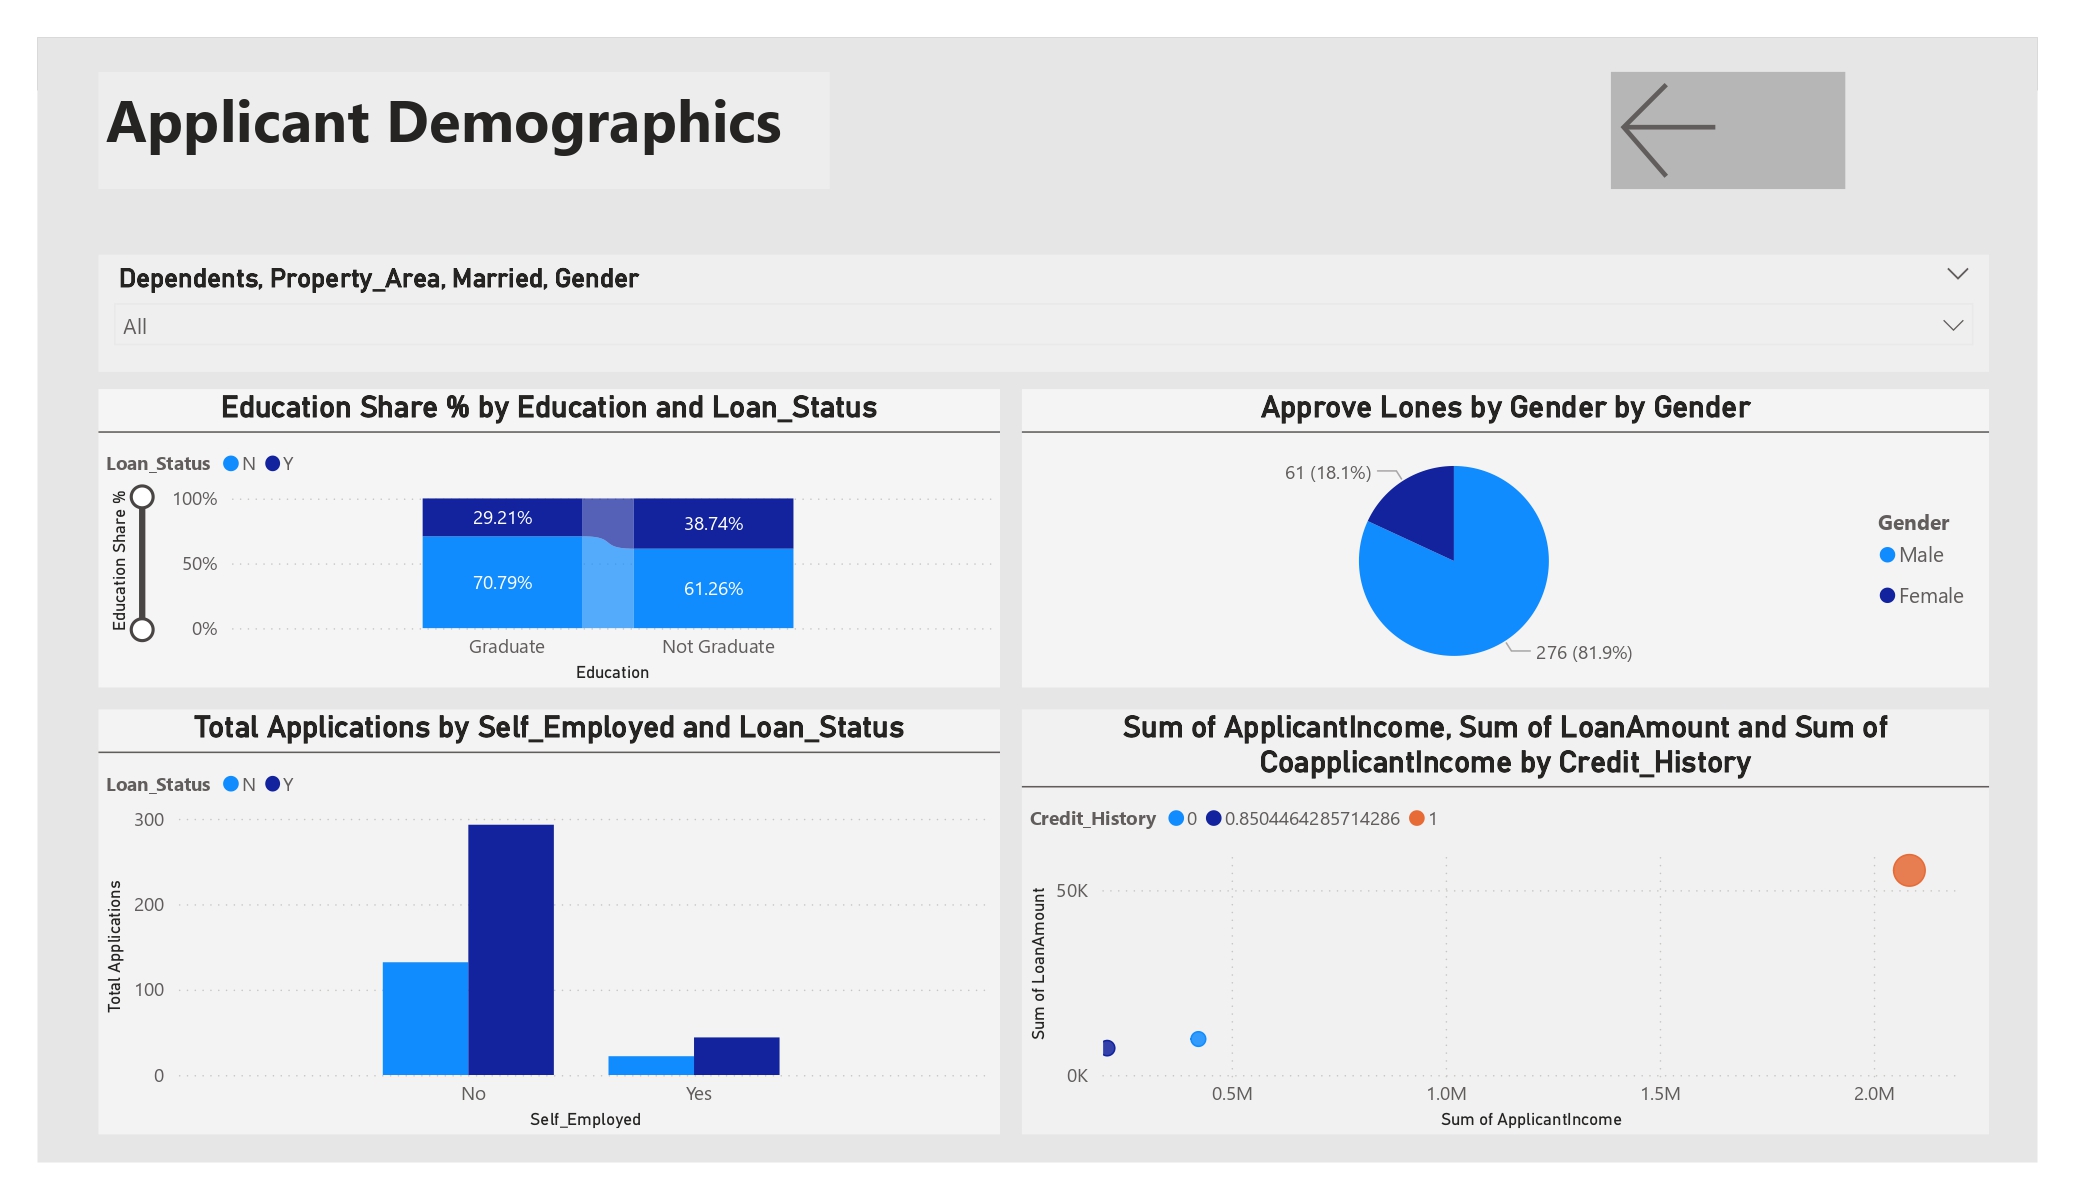 Applicant Demographics
Dependents, Property_Area, Married, Gender
All
Education Share % by Education and Loan_Status
Loan_Status N Y
Education Share %
100%
50%
0%
29.21%
38.74%
70.79%
61.26%
Graduate
Not Graduate
Education
Approve Lones by Gender by Gender
61 (18.1%)
276 (81.9%)
Gender
Male
Female
Total Applications by Self_Employed and Loan_Status
Loan_Status N Y
Total Applications
300
200
100
0
No
Yes
Self_Employed
Sum of ApplicantIncome, Sum of LoanAmount and Sum of
CoapplicantIncome by Credit_History
Credit_History 0 0.8504464285714286 1
Sum of LoanAmount
50K
0K
0.5M
1.0M
1.5M
2.0M
Sum of ApplicantIncome